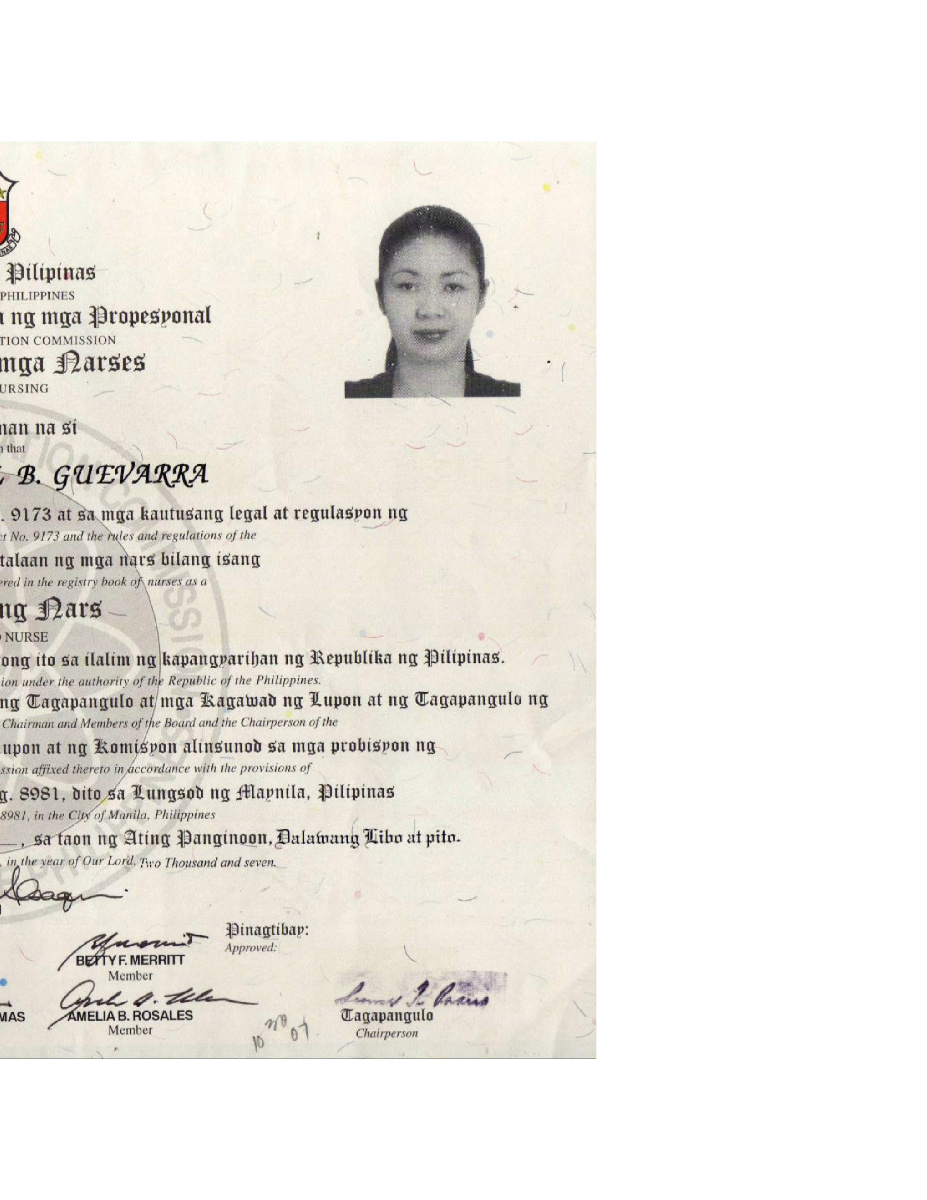 Pilipinas
PHILIPPINES
ng mga Propesyonal
TION COMMISSION
mga Narses
URSING
man na si
that
B. GUEVARRA
. 9173 at sa mga kautusang legal at regulasyon ng
ct No. 9173 and the rules and regulations of the
talaan ng mga nars bilang isang
ered in the registry book of nurses as a
ng Nars
NURSE
ong ito sa ilalim ng kapangyarihan ng Republika ng Pilipinas.
ion under the authority of the Republic of the Philippines.
ng Tagapangulo at mga Kagawad ng Lupon at ng Tagapangulo ng
Chairman and Members of the Board and the Chairperson of the
upon at ng Komisyon alinsunod sa mga probisyon ng
ssion affixed thereto in accordance with the provisions of
g. 8981, dito sa Lungsod ng Maynila, Pilipinas
8981, in the City of Manila, Philippines
, sa taon ng Ating Panginoon, Dalawang Libo at pito.
, in the year of Our Lord, Two Thousand and seven.
Pinagtibay:
Approved:
BETTY F. MERRITT
Member
MAS
AMELIA B. ROSALES
Member
Tagapangulo
Chairperson